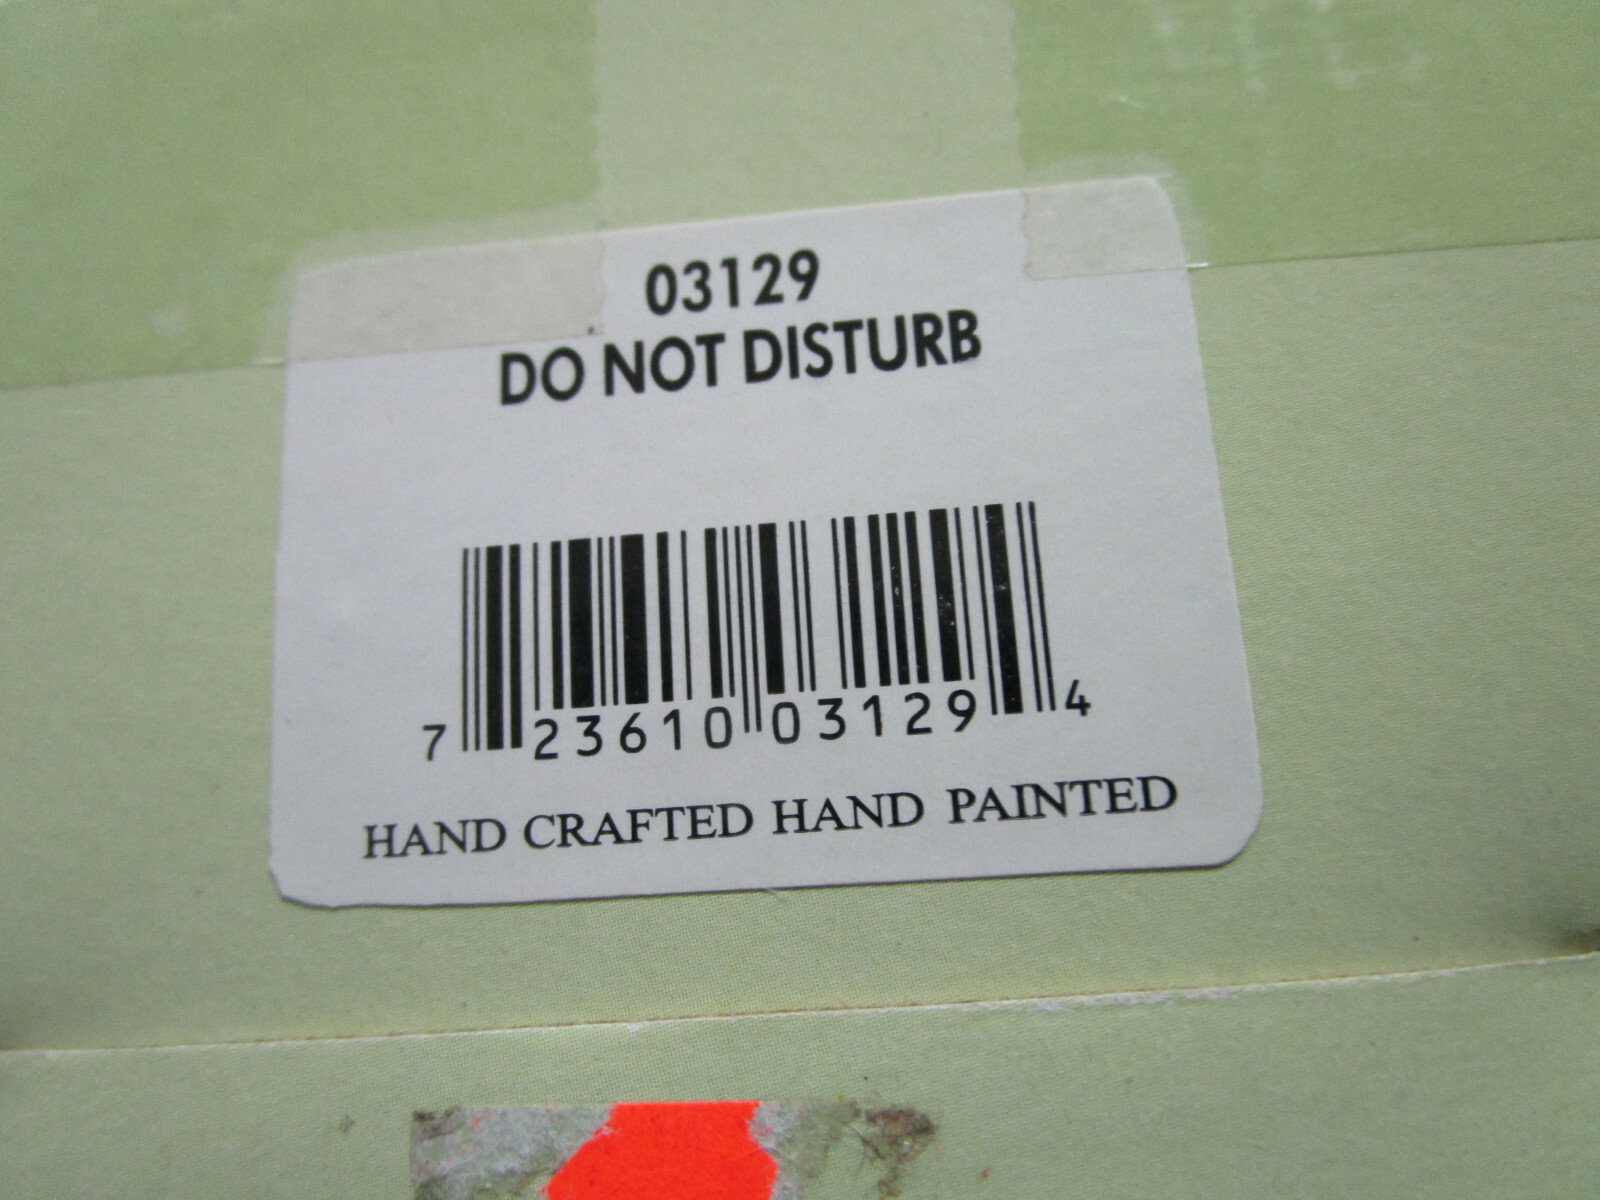 03129
DO NOT DISTURB
7 23610 03129 4
HAND CRAFTED HAND PAINTED